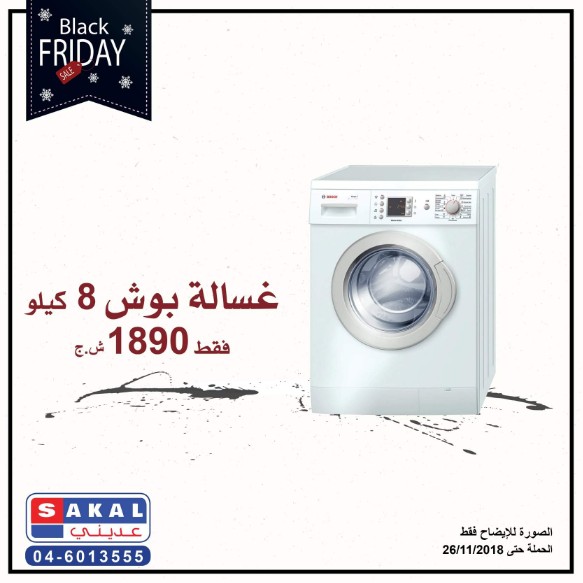 Black
FRIDAY
SALE
BOSCH
غسالة بوش 8 كيلو
فقط 1890 ش.ج
SAKAL
عديني
04-6013555
الصورة للإيضاح فقط
الحملة حتى 26/11/2018